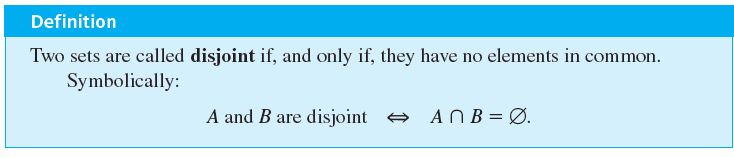 Definition
Two sets are called disjoint if, and only if, they have no elements in common.
Symbolically:
A and B are disjoint ⇔ A ∩ B = ∅.